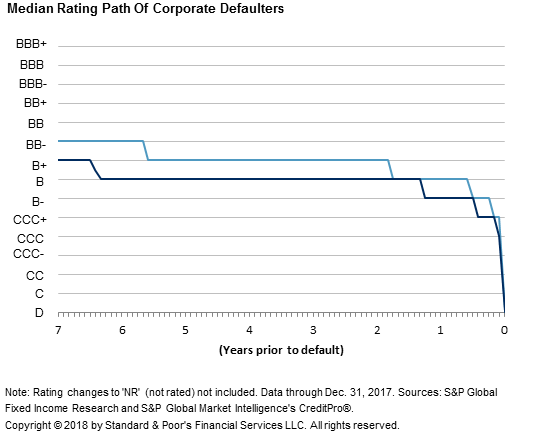 Median Rating Path Of Corporate Defaulters
BBB+
BBB
BBB-
BB+
BB
BB-
B+
B
B-
CCC+
CCC
CCC-
CC
C
D
7 6 5 4 3 2 1 0
(Years prior to default)
Note: Rating changes to 'NR' (not rated) not included. Data through Dec. 31, 2017. Sources: S&P Global
Fixed Income Research and S&P Global Market Intelligence's CreditPro®.
Copyright © 2018 by Standard & Poor's Financial Services LLC. All rights reserved.